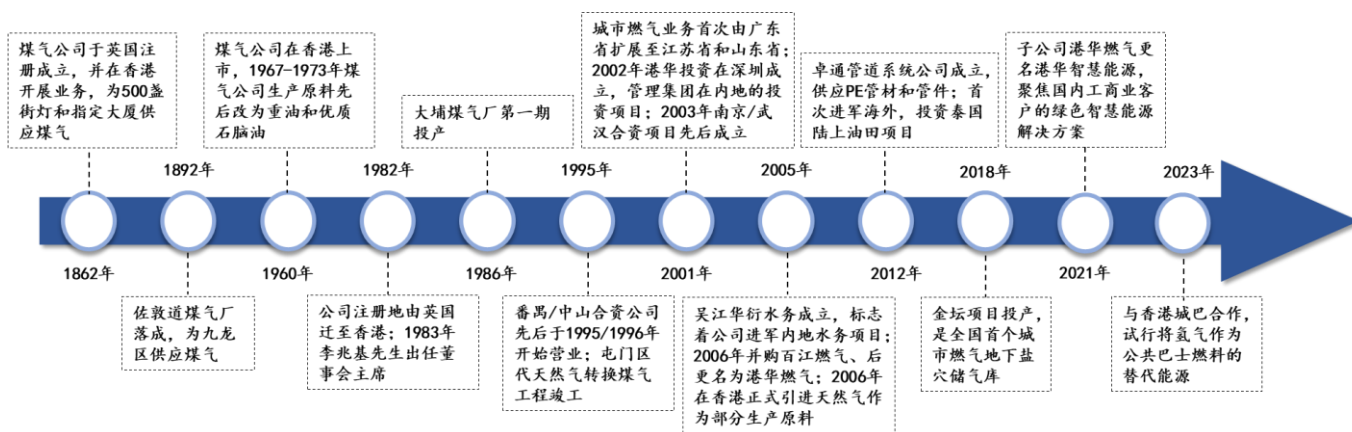 煤气公司于英国注
册成立，并在香港
开展业务，为500盏
街灯和指定大厦供
应煤气
煤气公司在香港上
市，1967-1973年煤
气公司生产原料先
后改为重油和优质
石脑油
大埔煤气厂第一期
投产
城市燃气业务首次由广东
省扩展至江苏省和山东省；
2002年港华投资在深圳成
立，管理集团在内地的投
资项目；2003年南京/武
汉合资项目先后成立
卓通管道系统公司成立，
供应PE管材和管件；首
次进军海外，投资泰国
陆上油田项目
子公司港华燃气更
名港华智慧能源，
聚焦国内工商业客
户的绿色智慧能源
解决方案
1892年
1982年
1995年
2005年
2018年
2023年
1862年
1960年
1986年
2001年
2012年
2021年
佐敦道煤气厂
落成，为九龙
区供应煤气
公司注册地由英国
迁至香港；1983年
李兆基先生出任董
事会主席
番禺/中山合资公司
先后于1995/1996年
开始营业；屯门区
代天然气转换煤气
工程竣工
吴江华衍水务成立，标志
着公司进军内地水务项目；
2006年并购百江燃气、后
更名为港华燃气；2006年
在香港正式引进天然气作
为部分生产原料
金坛项目投产，
是全国首个城
市燃气地下盐
穴储气库
与香港城巴合作，
试行将氢气作为
公共巴士燃料的
替代能源